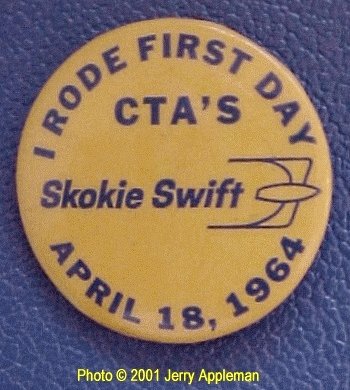 I RODE FIRST DAY
CTA'S
Skokie Swift
APRIL 18, 1964
Photo © 2001 Jerry Appleman